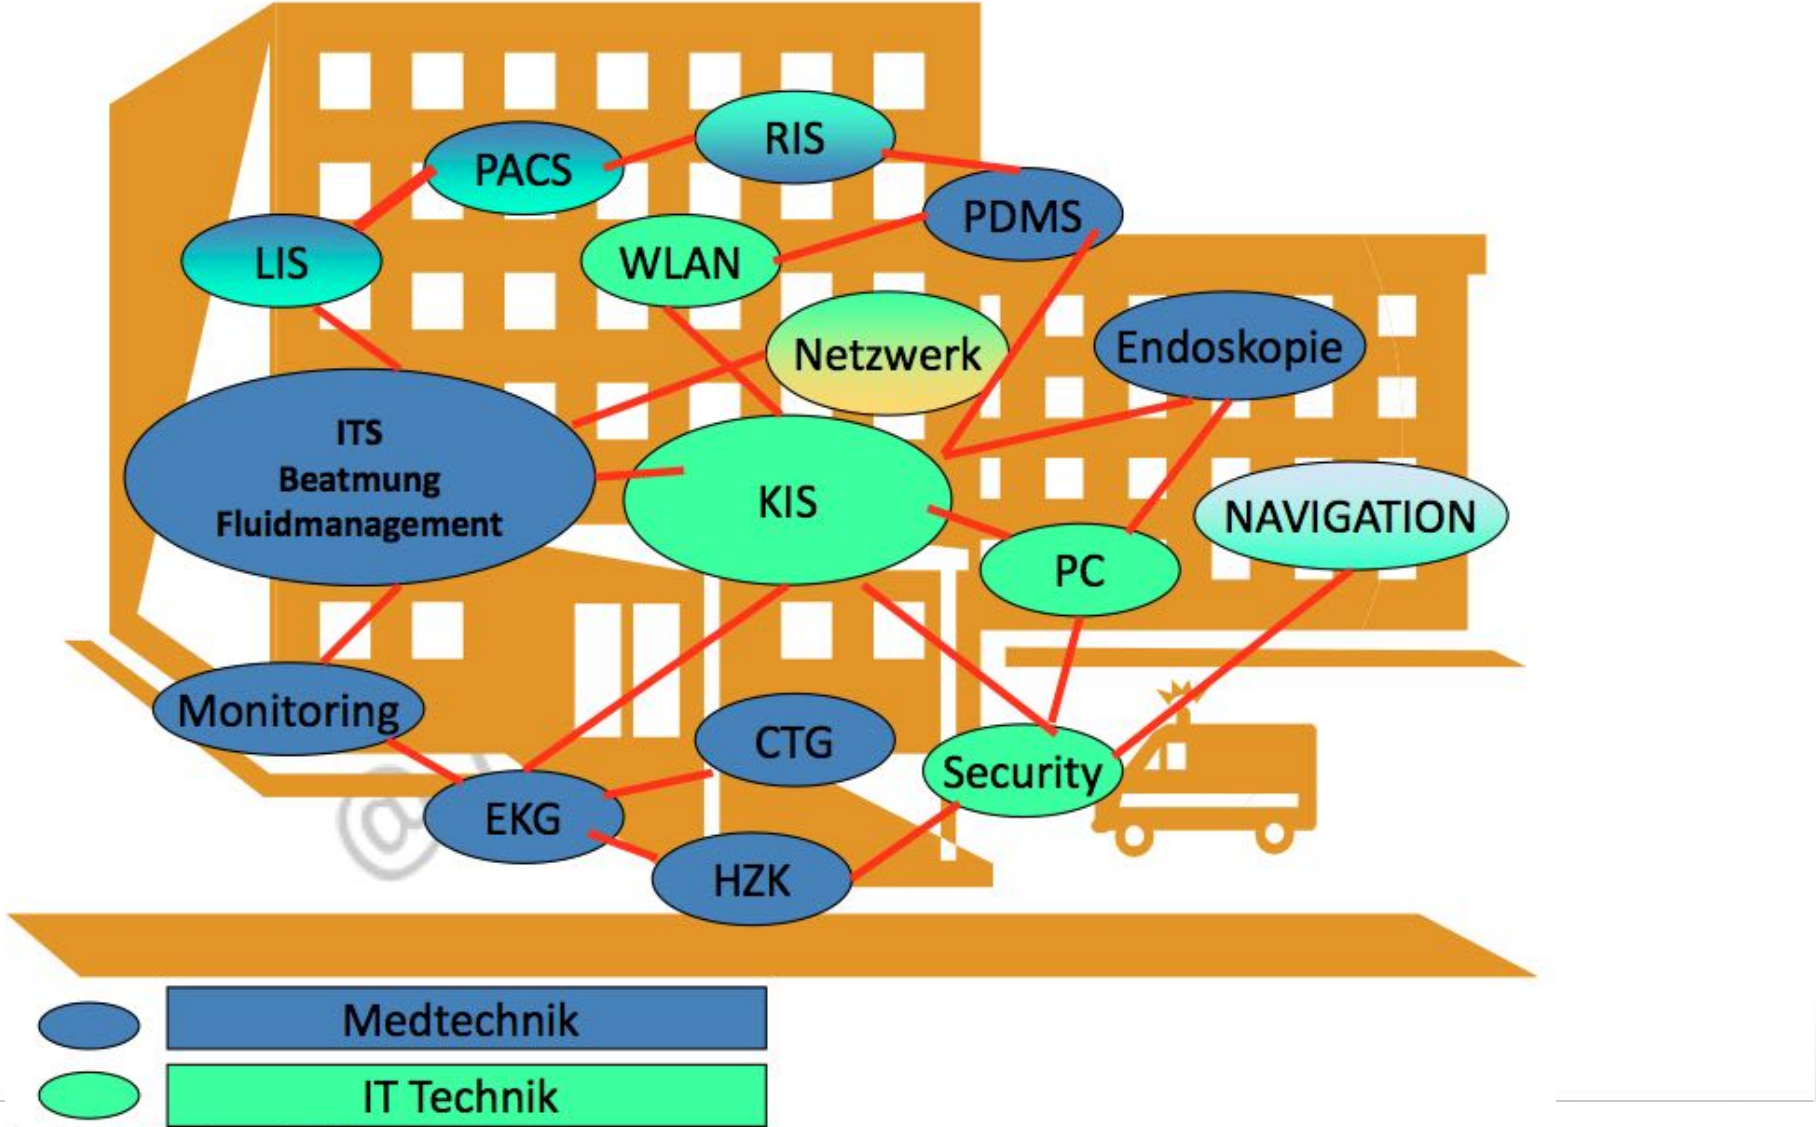 RIS
PACS
PDMS
LIS
WLAN
Netzwerk
Endoskopie
ITS
Beatmung
Fluidmanagement
KIS
NAVIGATION
PC
Monitoring
CTG
Security
EKG
HZK
@
Medtechnik
IT Technik